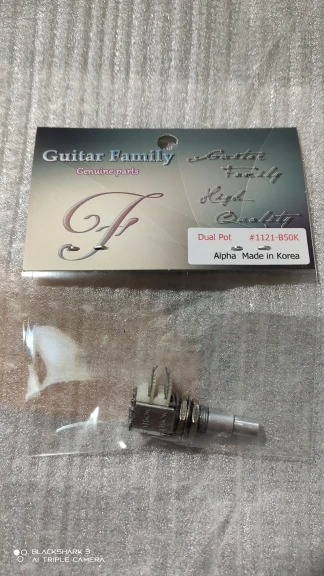 Guitar Family
Genuine parts
Guitar
Family
High
Quality
Dual Pot #1121-B50K
Alpha Made in Korea
BLACKSHARK 3
AI TRIPLE CAMERA